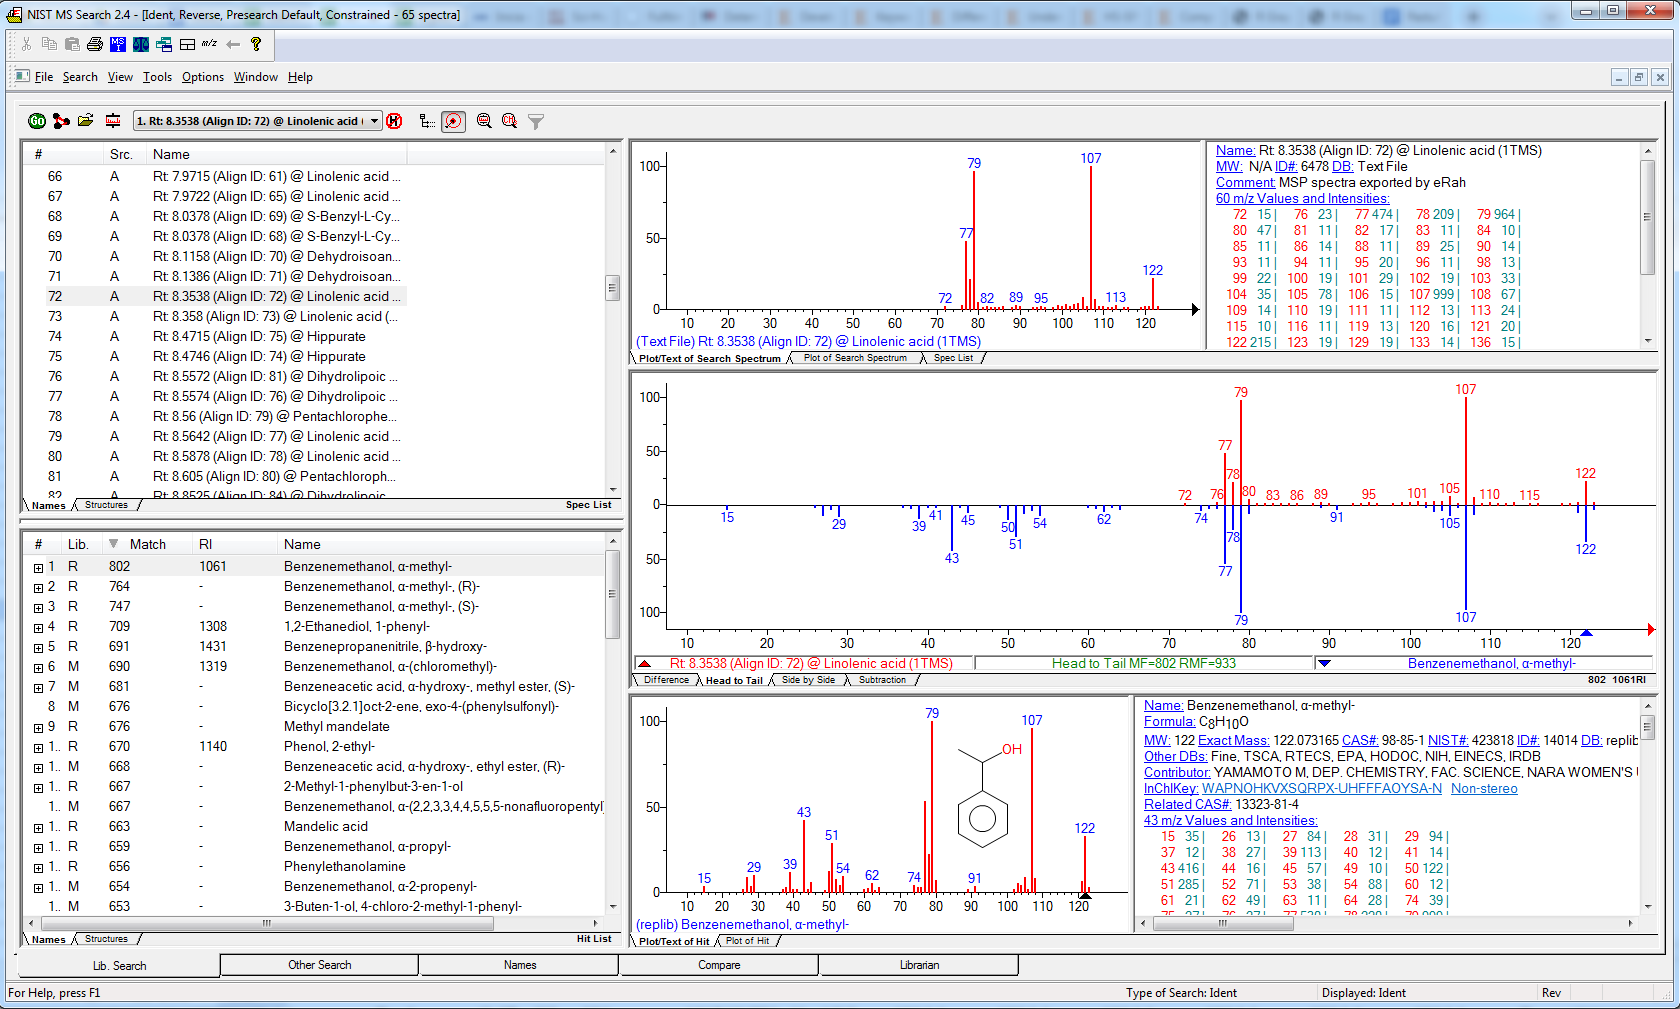 NIST MS Search 2.4 - [Ident, Reverse, Presearch Default, Constrained - 65 spectra]
m/z
File Search View Tools Options Window Help
1. Rt: 8.3538 (Align ID: 72) @ Linolenic acid (
# Src. Name
66 A Rt: 7.9715 (Align ID: 61) @ Linolenic acid ...
67 A Rt: 7.9722 (Align ID: 65) @ Linolenic acid ...
68 A Rt: 8.0378 (Align ID: 69) @ S-Benzyl-L-Cy...
69 A Rt: 8.0378 (Align ID: 68) @ S-Benzyl-L-Cy...
70 A Rt: 8.1158 (Align ID: 70) @ Dehydroisoan...
71 A Rt: 8.1386 (Align ID: 71) @ Dehydroisoan...
72 A Rt: 8.3538 (Align ID: 72) @ Linolenic acid ...
73 A Rt: 8.358 (Align ID: 73) @ Linolenic acid (...
74 A Rt: 8.4715 (Align ID: 75) @ Hippurate
75 A Rt: 8.4746 (Align ID: 74) @ Hippurate
76 A Rt: 8.5572 (Align ID: 81) @ Dihydrolipoic ...
77 A Rt: 8.5574 (Align ID: 76) @ Dihydrolipoic ...
78 A Rt: 8.56 (Align ID: 79) @ Pentachlorophe...
79 A Rt: 8.5642 (Align ID: 77) @ Linolenic acid ...
80 A Rt: 8.5878 (Align ID: 78) @ Linolenic acid ...
81 A Rt: 8.605 (Align ID: 80) @ Pentachloroph...
82 A Rt: 8.8525 (Align ID: 84) @ Dihydrolipoic
Names Structures Spec List
# Lib. Match RI Name
1 R 802 1061 Benzenemethanol, α-methyl-
2 R 764 - Benzenemethanol, α-methyl-, (R)-
3 R 747 - Benzenemethanol, α-methyl-, (S)-
4 R 709 1308 1,2-Ethanediol, 1-phenyl-
5 R 691 1431 Benzenepropanenitrile, β-hydroxy-
6 M 690 1319 Benzenemethanol, α-(chloromethyl)-
7 M 681 - Benzeneacetic acid, α-hydroxy-, methyl ester, (S)-
8 M 676 - Bicyclo[3.2.1]oct-2-ene, exo-4-(phenylsulfonyl)-
9 R 676 - Methyl mandelate
1.. R 670 1140 Phenol, 2-ethyl-
1.. M 668 - Benzeneacetic acid, α-hydroxy-, ethyl ester, (R)-
1.. R 667 - 2-Methyl-1-phenylbut-3-en-1-ol
1.. M 667 - Benzenemethanol, α-(2,2,3,3,4,4,5,5,5-nonafluoropentyl)
1.. R 663 - Mandelic acid
1.. R 659 - Benzenemethanol, α-propyl-
1.. R 656 - Phenylethanolamine
1.. M 654 - Benzenemethanol, α-2-propenyl-
1.. M 653 - 3-Buten-1-ol, 4-chloro-2-methyl-1-phenyl-
Names Structures Hit List
100
50
0
107
79
77
122
72 82 89 95 113
10 20 30 40 50 60 70 80 90 100 110 120
(Text File) Rt: 8.3538 (Align ID: 72) @ Linolenic acid (1TMS)
Plot/Text of Search Spectrum Plot of Search Spectrum Spec List
Name: Rt: 8.3538 (Align ID: 72) @ Linolenic acid (1TMS)
MW: N/A ID#: 6478 DB: Text File
Comment: MSP spectra exported by eRah
60 m/z Values and Intensities:
72 15 | 76 23 | 77 474 | 78 209 | 79 964 |
80 47 | 81 11 | 82 17 | 83 11 | 84 10 |
85 11 | 86 14 | 88 11 | 89 25 | 90 14 |
93 11 | 94 11 | 95 20 | 96 11 | 98 13 |
99 22 | 100 19 | 101 29 | 102 19 | 103 33 |
104 35 | 105 78 | 106 15 | 107 999 | 108 67 |
109 14 | 110 19 | 111 11 | 112 13 | 113 24 |
115 10 | 116 11 | 119 13 | 120 16 | 121 20 |
122 215 | 123 19 | 129 19 | 133 14 | 136 15 |
100
50
0
50
100
79 107
77
78
72 76 80 83 86 89 95 101 105 110 115 122
15 29 39 41 43 45 50 51 54 62 74 77 78 79 91 105 107 122
10 20 30 40 50 60 70 80 90 100 110 120
Rt: 8.3538 (Align ID: 72) @ Linolenic acid (1TMS) Head to Tail MF=802 RMF=933 Benzenemethanol, α-methyl-
Difference Head to Tail Side by Side Subtraction 802 1061RI
100
50
0
79
107
43
51
122
15 29 39 54 62 74 91
OH
10 20 30 40 50 60 70 80 90 100 110 120
(replib) Benzenemethanol, α-methyl-
Plot/Text of Hit Plot of Hit
Name: Benzenemethanol, α-methyl-
Formula: C8H10O
MW: 122 Exact Mass: 122.073165 CAS#: 98-85-1 NIST#: 423818 ID#: 14014 DB: replib
Other DBs: Fine, TSCA, RTECS, EPA, HODOC, NIH, EINECS, IRDB
Contributor: YAMAMOTO M, DEP. CHEMISTRY, FAC. SCIENCE, NARA WOMEN'S
InChIKey: WAPNOHKVXSQRPX-UHFFFAOYSA-N Non-stereo
Related CAS#: 13323-81-4
43 m/z Values and Intensities:
15 35 | 26 13 | 27 84 | 28 31 | 29 94 |
37 12 | 38 27 | 39 113 | 40 12 | 41 14 |
43 416 | 44 16 | 45 57 | 49 10 | 50 122 |
51 285 | 52 71 | 53 38 | 54 88 | 60 12 |
61 21 | 62 49 | 63 11 | 64 28 | 74 39 |
Lib. Search Other Search Names Compare Librarian
For Help, press F1 Type of Search: Ident Displayed: Ident Rev